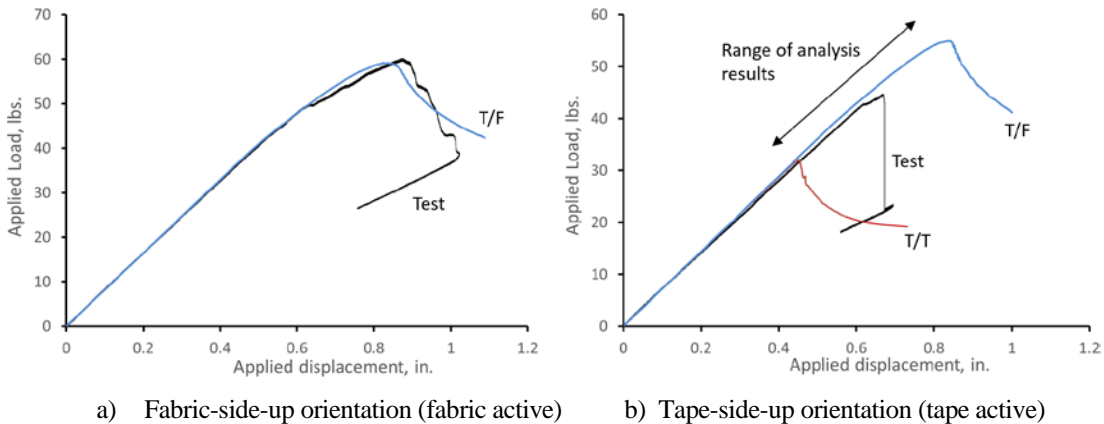 70
60
50
40
30
20
10
0
Applied Load, lbs.
T/F
Test
0 0.2 0.4 0.6 0.8 1 1.2
Applied displacement, in.
a) Fabric-side-up orientation (fabric active)
60
50
40
30
20
10
0
Applied Load, lbs.
Range of analysis
results
T/F
Test
T/T
0 0.2 0.4 0.6 0.8 1 1.2
Applied displacement, in.
b) Tape-side-up orientation (tape active)